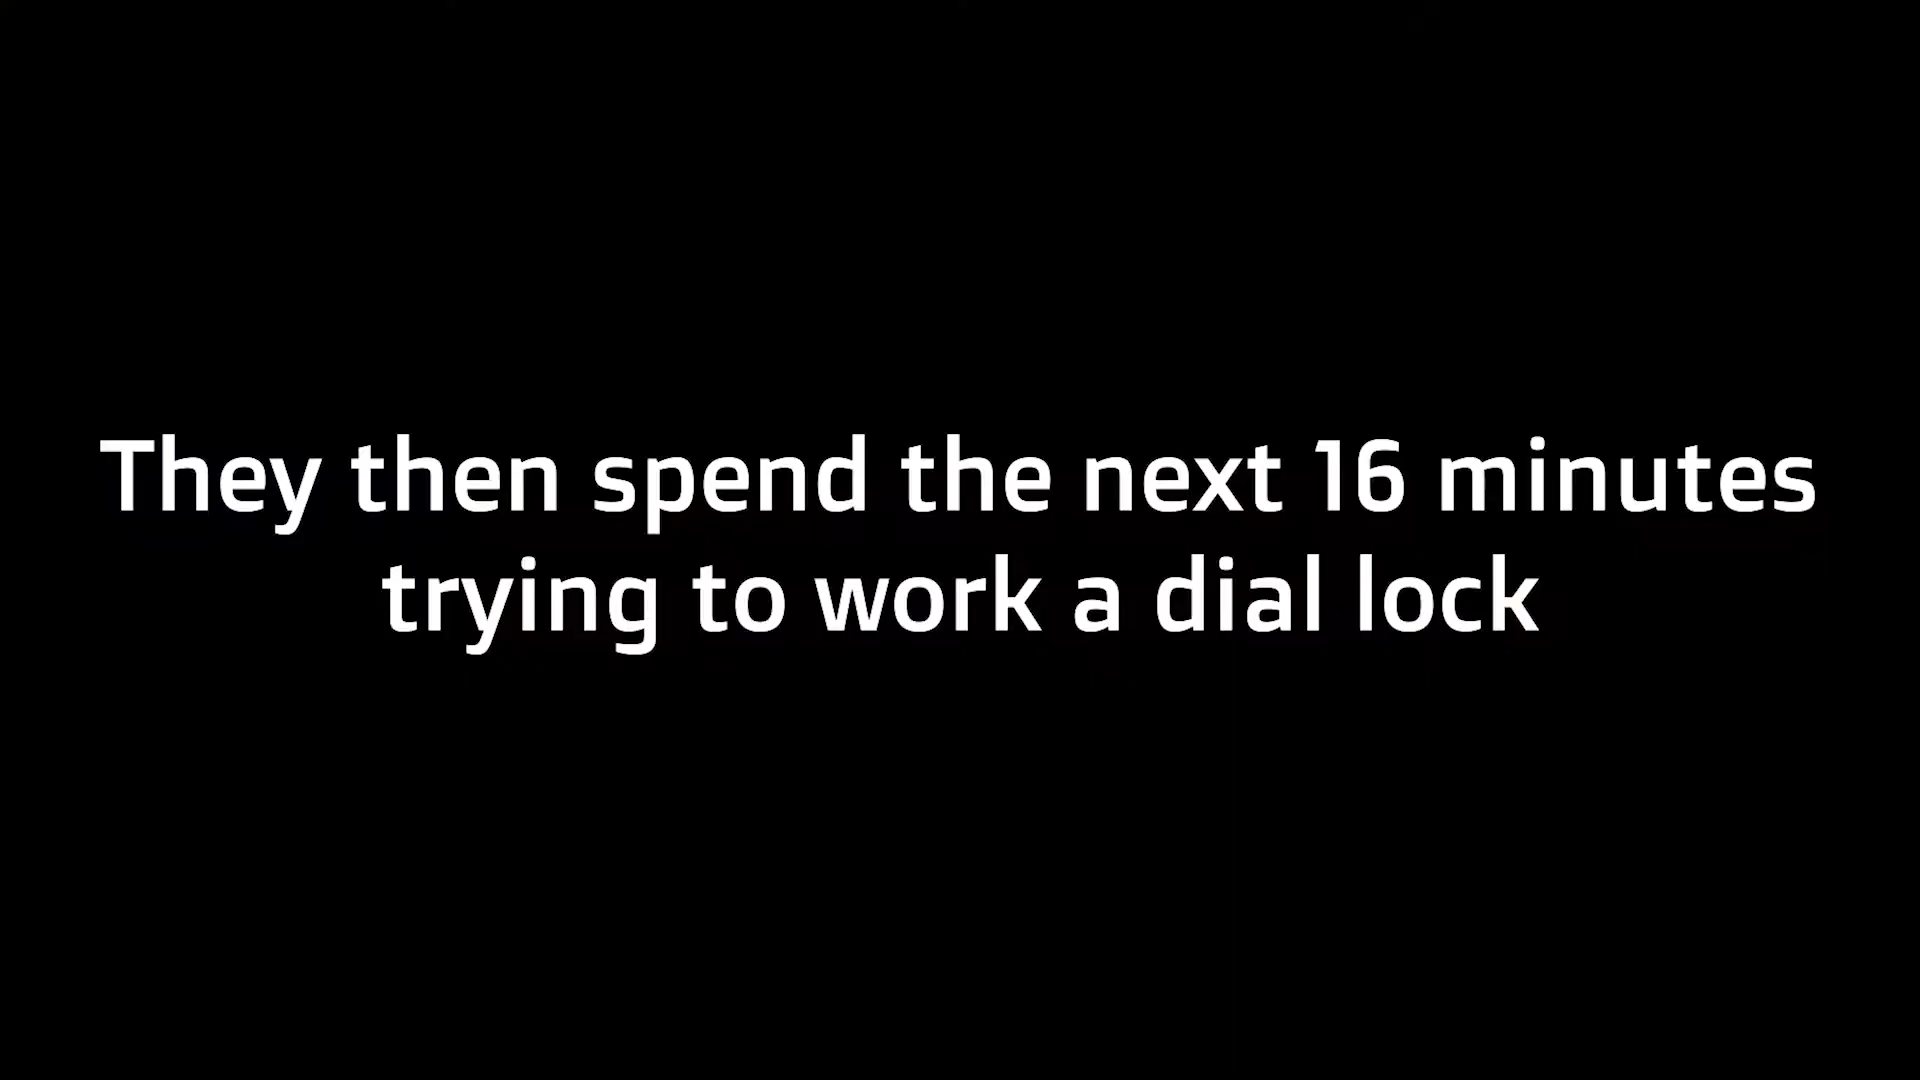 They then spend the next 16 minutes
trying to work a dial lock